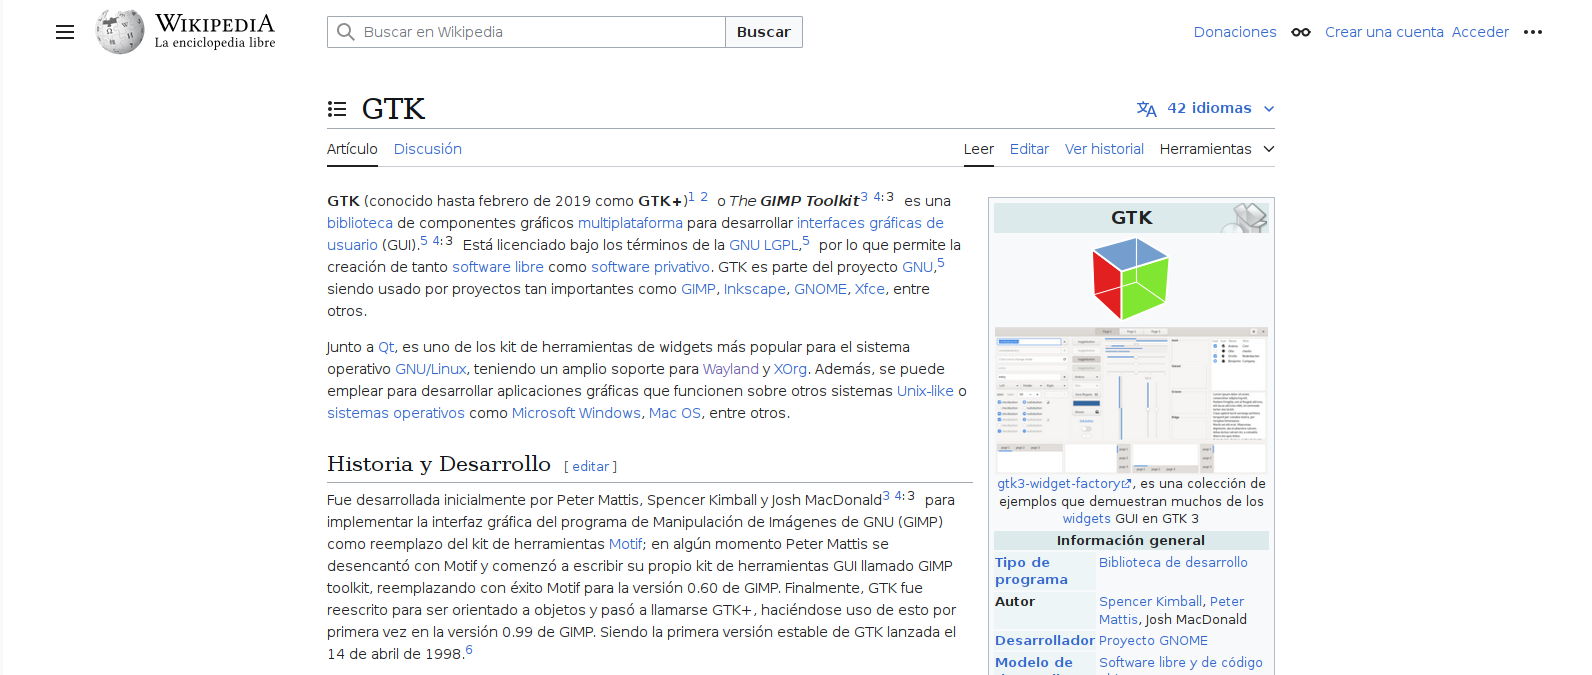 WIKIPEDIA
La enciclopedia libre
Buscar en Wikipedia
Buscar
Donaciones
Crear una cuenta
Acceder
GTK
42 idiomas
Artículo
Discusión
Leer
Editar
Ver historial
Herramientas
GTK (conocido hasta febrero de 2019 como GTK+)1 2 o The GIMP Toolkit3 4:3 es una
biblioteca de componentes gráficos multiplataforma para desarrollar interfaces gráficas de
usuario (GUI).5 4:3 Está licenciado bajo los términos de la GNU LGPL,5 por lo que permite la
creación de tanto software libre como software privativo. GTK es parte del proyecto GNU,5
siendo usado por proyectos tan importantes como GIMP, Inkscape, GNOME, Xfce, entre
otros.
Junto a Qt, es uno de los kit de herramientas de widgets más popular para el sistema
operativo GNU/Linux, teniendo un amplio soporte para Wayland y XOrg. Además, se puede
emplear para desarrollar aplicaciones gráficas que funcionen sobre otros sistemas Unix-like o
sistemas operativos como Microsoft Windows, Mac OS, entre otros.
Historia y Desarrollo [ editar ]
Fue desarrollada inicialmente por Peter Mattis, Spencer Kimball y Josh MacDonald3 4:3 para
implementar la interfaz gráfica del programa de Manipulación de Imágenes de GNU (GIMP)
como reemplazo del kit de herramientas Motif; en algún momento Peter Mattis se
desencantó con Motif y comenzó a escribir su propio kit de herramientas GUI llamado GIMP
toolkit, reemplazando con éxito Motif para la versión 0.60 de GIMP. Finalmente, GTK fue
reescrito para ser orientado a objetos y pasó a llamarse GTK+, haciéndose uso de esto por
primera vez en la versión 0.99 de GIMP. Siendo la primera versión estable de GTK lanzada el
14 de abril de 1998.6
GTK
gtk3-widget-factory, es una colección de
ejemplos que demuestran muchos de los
widgets GUI en GTK 3
Información general
Tipo de programa
Biblioteca de desarrollo
Autor
Spencer Kimball, Peter
Mattis, Josh MacDonald
Desarrollador
Proyecto GNOME
Modelo de
Software libre y de código